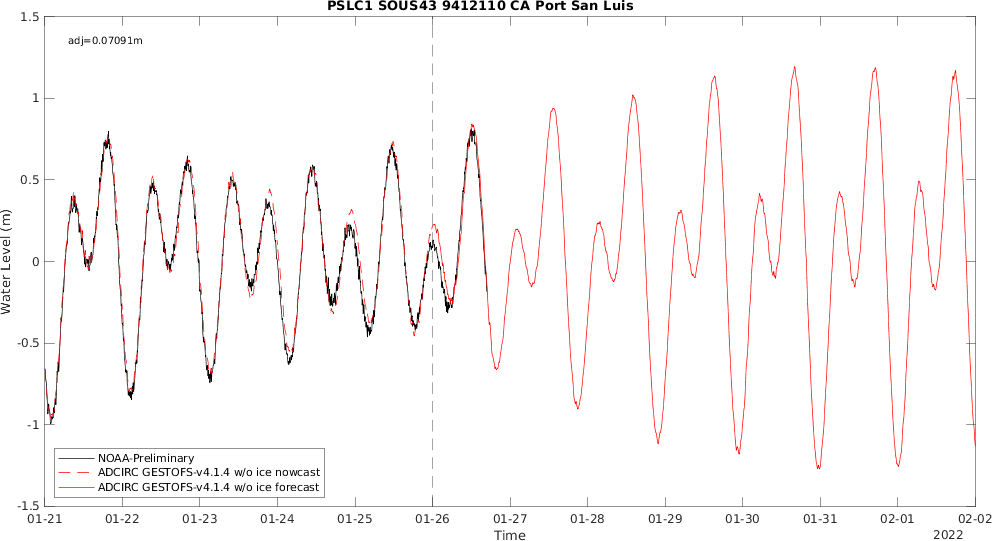 PSLC1 SOUS43 9412110 CA Port San Luis
adj=0.07091m
1.5
1
0.5
0
-0.5
-1
-1.5
Water Level (m)
NOAA-Preliminary
ADCIRC GESTOFS-v4.1.4 w/o ice nowcast
ADCIRC GESTOFS-v4.1.4 w/o ice forecast
01-21 01-22 01-23 01-24 01-25 01-26 01-27 01-28 01-29 01-30 01-31 02-01 02-02
Time
2022